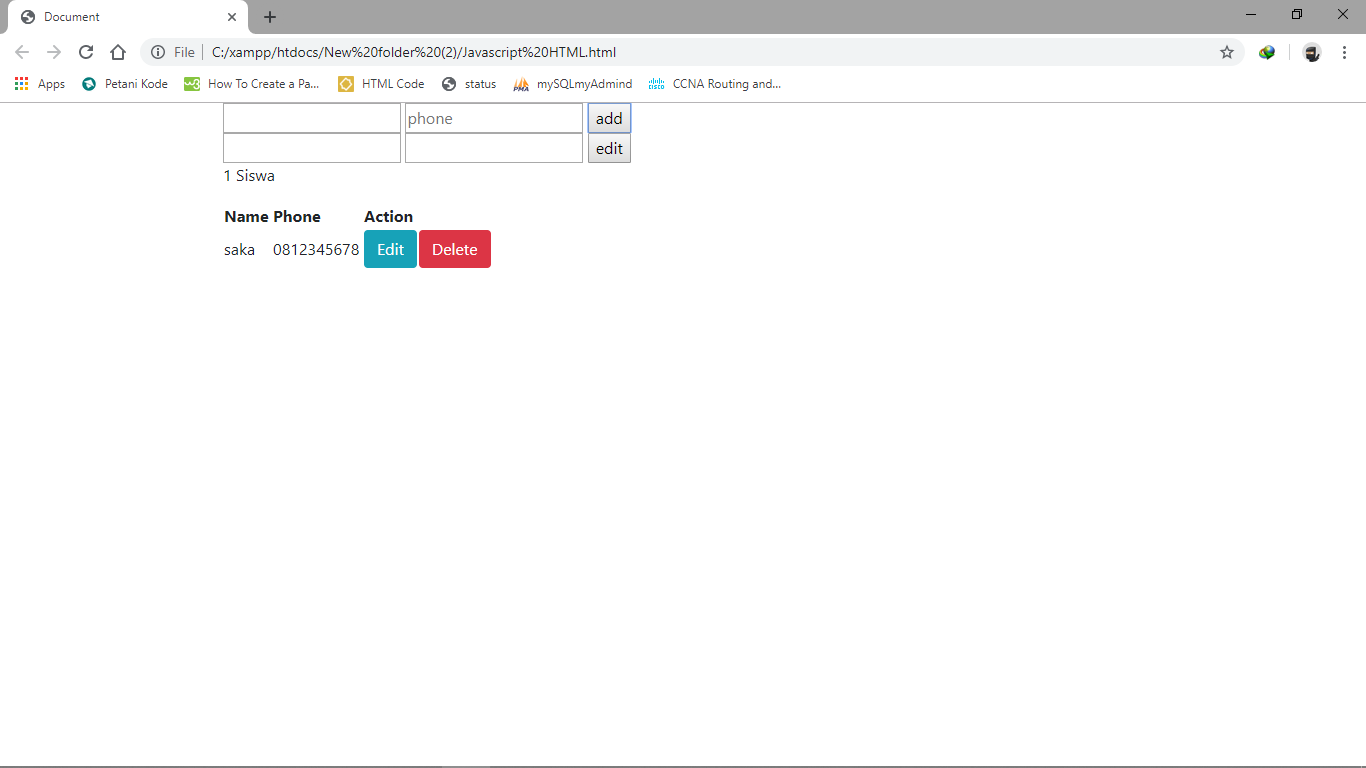 Document
File C:/xampp/htdocs/New%20folder%20(2)/Javascript%20HTML.html
Apps Petani Kode How To Create a Pa... HTML Code status mySQLmyAdmind CCNA Routing and...
phone add
edit
1 Siswa
Name Phone Action
saka 0812345678 Edit Delete